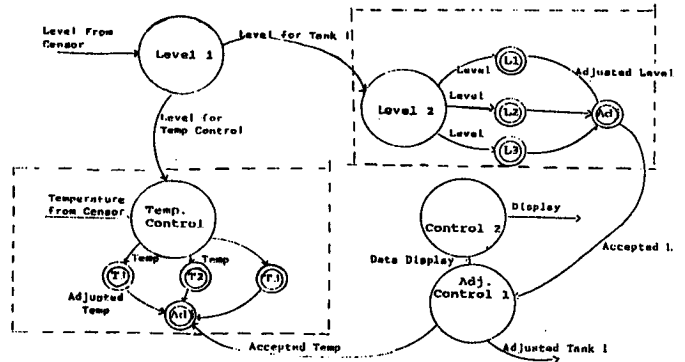 Level From
Censor
Level 1
Level for Tank 1
Level for
Temp Control
Level 2
Level
Level
Level
L1
L2
L3
Adjusted Level
Ad
Temperature
from Censor
Temp.
Control
Temp
Temp
T1
T2
Adjusted
Temp
Ad
Accepted Temp
Control 2
Display
Data Display
Adj.
Control 1
Accepted L
Adjusted Tank 1